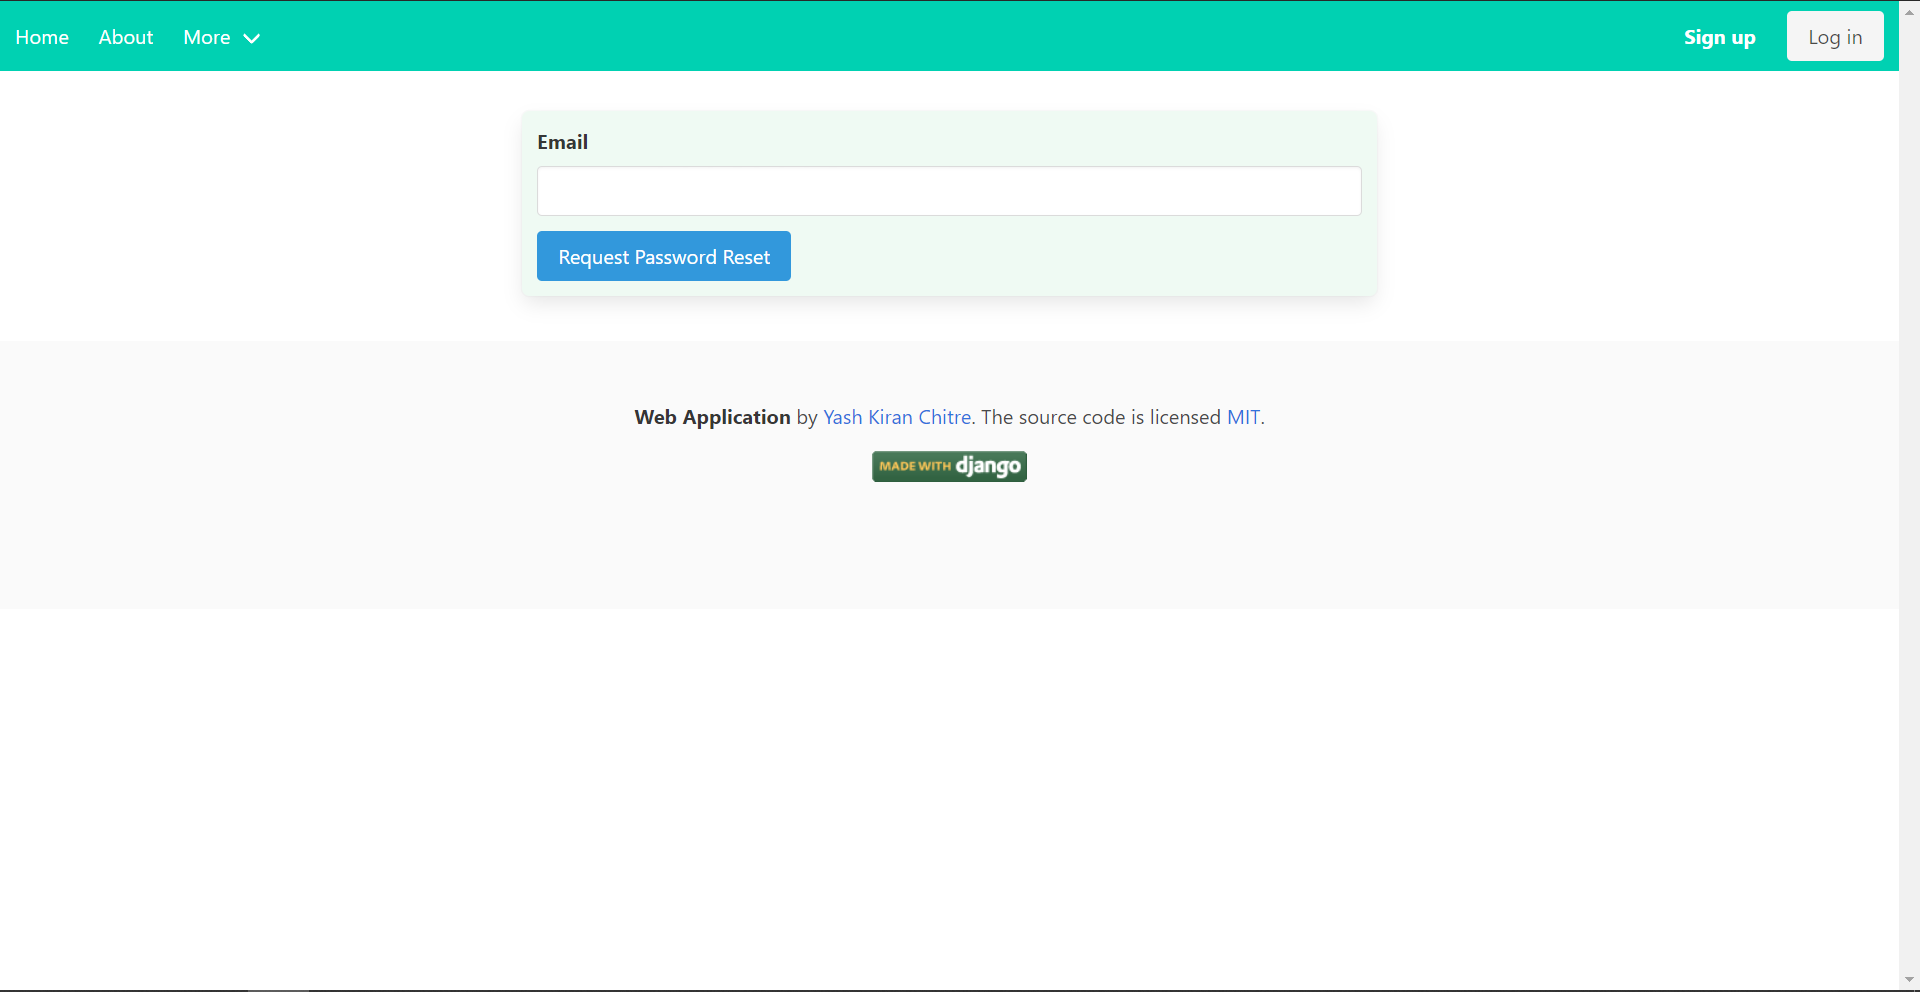 Home About More Sign up Log in
Email
Request Password Reset
Web Application by Yash Kiran Chitre. The source code is licensed MIT.
MADE WITH django